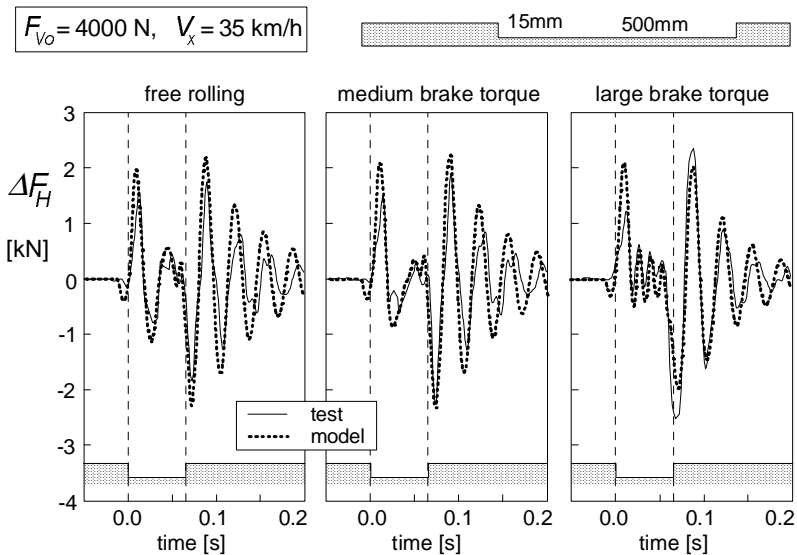 F_Vo = 4000 N, V_x = 35 km/h
15mm 500mm
free rolling medium brake torque large brake torque
3
2
1
0
-1
-2
-3
-4
ΔF_H
[kN]
test
model
0.0 0.1 0.2 0.0 0.1 0.2 0.0 0.1 0.2
time [s] time [s] time [s]